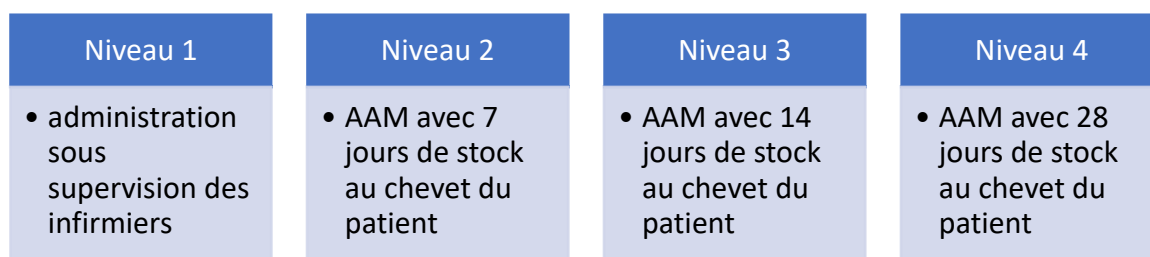 Niveau 1
• administration
sous
supervision des
infirmiers
Niveau 2
• AAM avec 7
jours de stock
au chevet du
patient
Niveau 3
• AAM avec 14
jours de stock
au chevet du
patient
Niveau 4
• AAM avec 28
jours de stock
au chevet du
patient